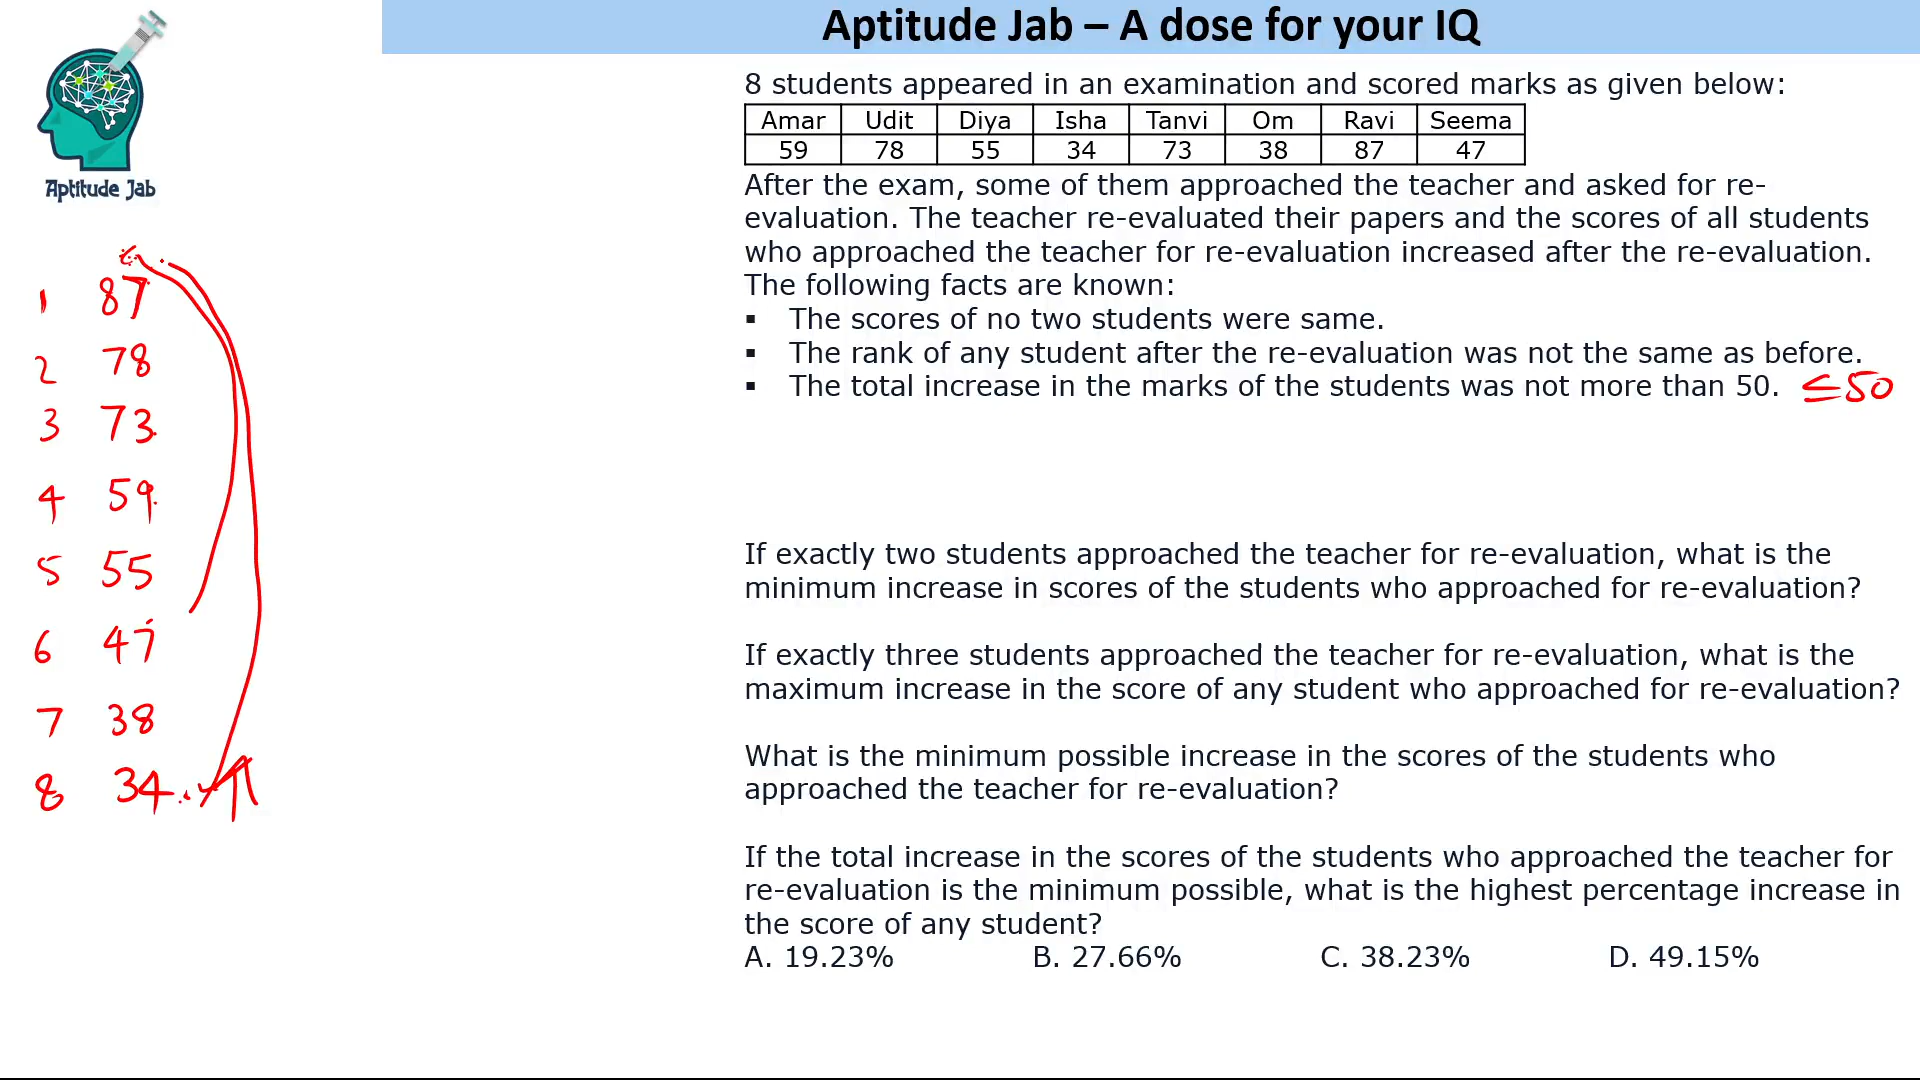 Aptitude Jab – A dose for your IQ
Aptitude Jab
8 students appeared in an examination and scored marks as given below:
Amar Udit Diya Isha Tanvi Om Ravi Seema
59 78 55 34 73 38 87 47
After the exam, some of them approached the teacher and asked for re-
evaluation. The teacher re-evaluated their papers and the scores of all students
who approached the teacher for re-evaluation increased after the re-evaluation.
The following facts are known:
▪ The scores of no two students were same.
▪ The rank of any student after the re-evaluation was not the same as before.
▪ The total increase in the marks of the students was not more than 50. ≤50
If exactly two students approached the teacher for re-evaluation, what is the
minimum increase in scores of the students who approached for re-evaluation?
If exactly three students approached the teacher for re-evaluation, what is the
maximum increase in the score of any student who approached for re-evaluation?
What is the minimum possible increase in the scores of the students who
approached the teacher for re-evaluation?
If the total increase in the scores of the students who approached the teacher for
re-evaluation is the minimum possible, what is the highest percentage increase in
the score of any student?
A. 19.23% B. 27.66% C. 38.23% D. 49.15%
1 87
2 78
3 73
4 59
5 55
6 47
7 38
8 34